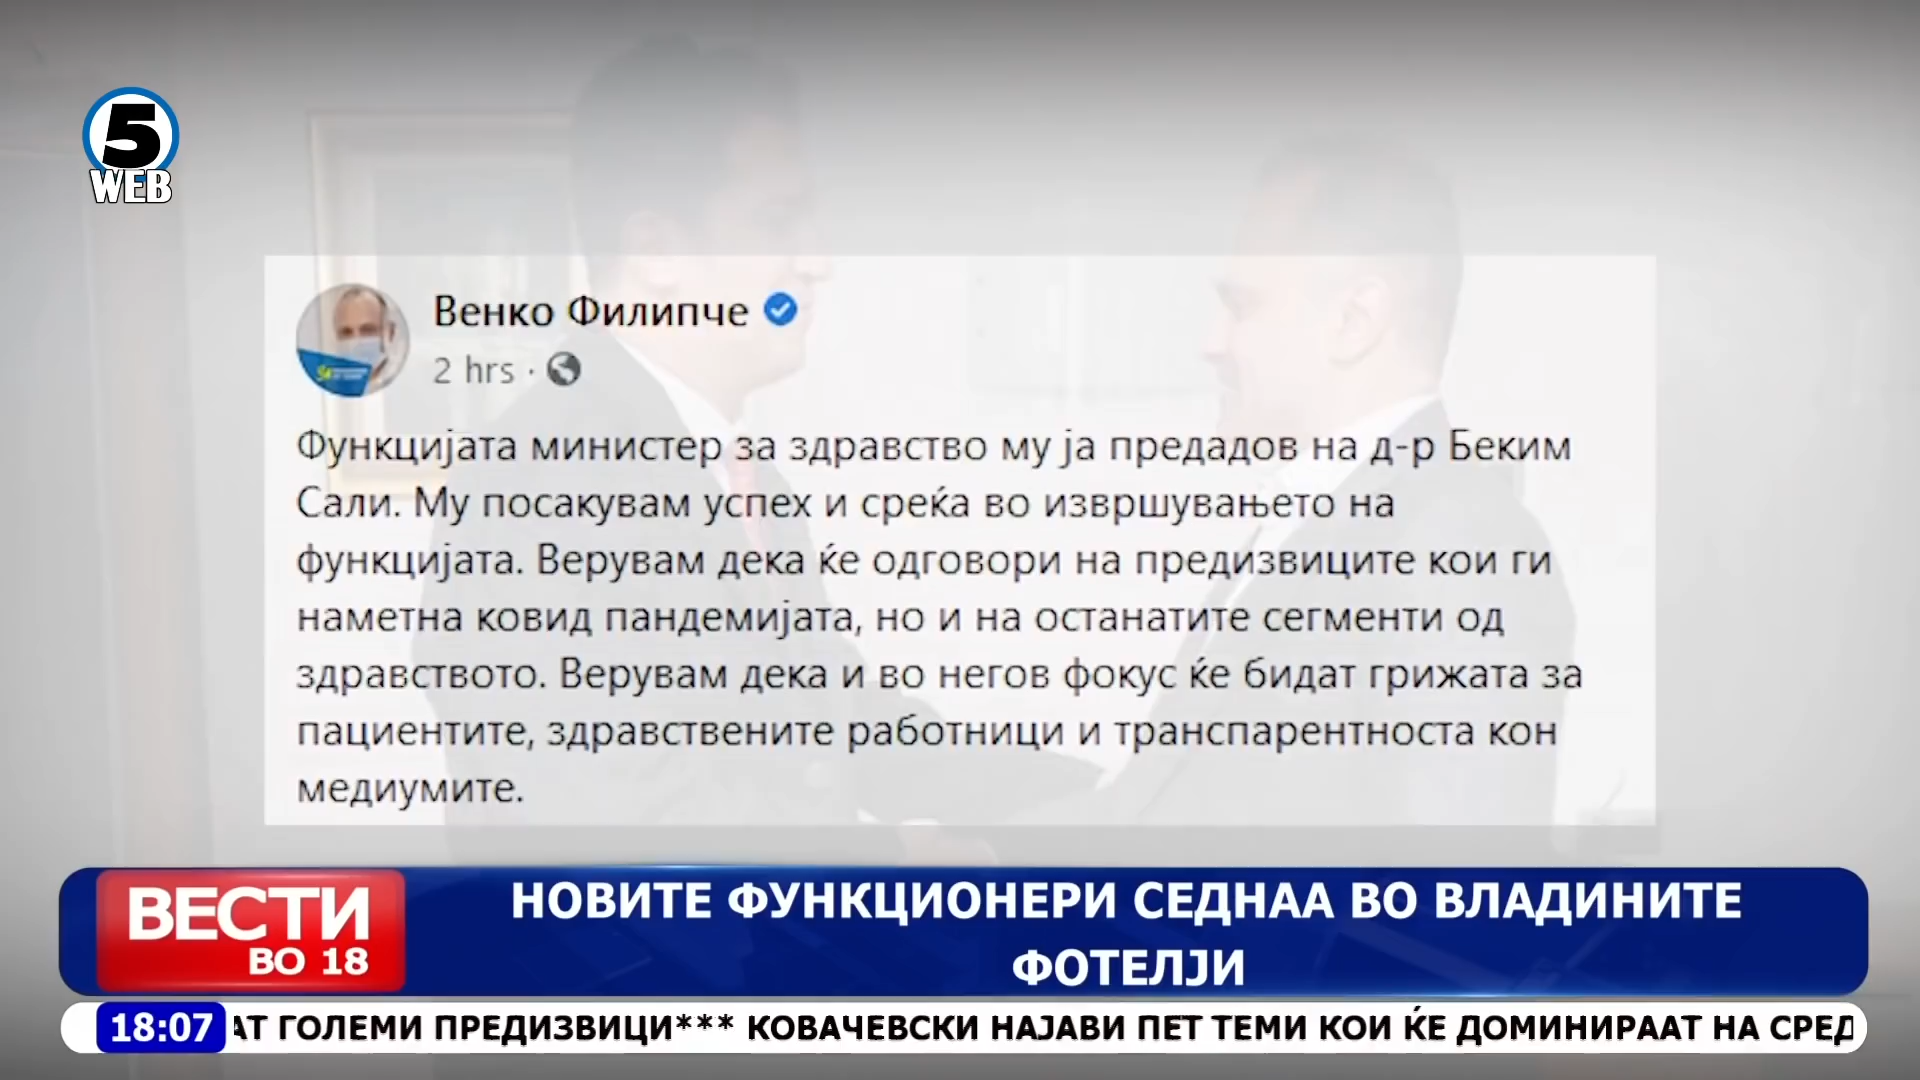 5
WEB
Венко Филипче
2 hrs ·
Функцијата министер за здравство му ја предадов на д-р Беким
Сали. Му посакувам успех и среќа во извршувањето на
функцијата. Верувам дека ќе одговори на предизвиците кои ги
наметна ковид пандемијата, но и на останатите сегменти од
здравството. Верувам дека и во негов фокус ќе бидат грижата за
пациентите, здравствените работници и транспарентноста кон
медиумите.
ВЕСТИ
ВО 18
НОВИТЕ ФУНКЦИОНЕРИ СЕДНАА ВО ВЛАДИНИТЕ
ФОТЕЛЈИ
18:07 АТ ГОЛЕМИ ПРЕДИЗВИЦИ*** КОВАЧЕВСКИ НАЈАВИ ПЕТ ТЕМИ КОИ ЌЕ ДОМИНИРААТ НА СРЕД